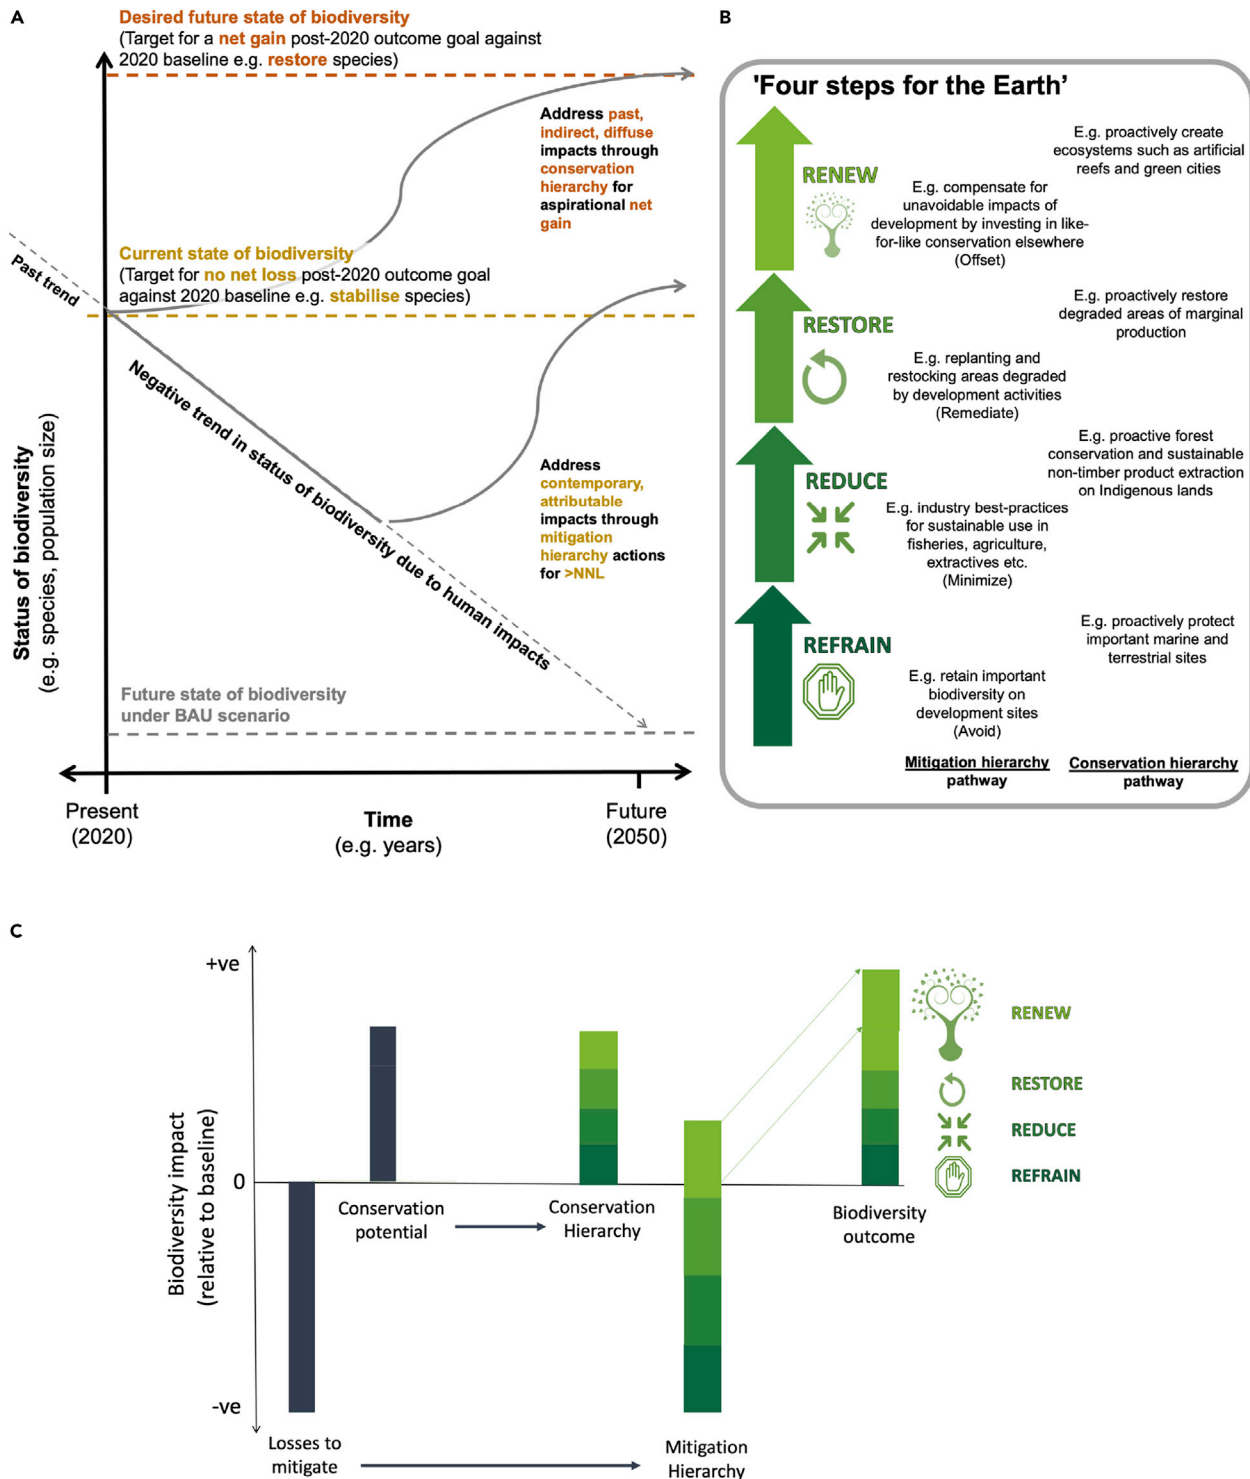 A
Desired future state of biodiversity
(Target for a net gain post-2020 outcome goal against
2020 baseline e.g. restore species)
Address past,
indirect, diffuse
impacts through
conservation
hierarchy for
aspirational net
gain
Current state of biodiversity
(Target for no net loss post-2020 outcome goal
against 2020 baseline e.g. stabilise species)
Past trend
Negative trend in status of biodiversity due to human impacts
Address
contemporary,
attributable
impacts through
mitigation
hierarchy actions
for >NNL
Status of biodiversity
(e.g. species, population size)
Future state of biodiversity
under BAU scenario
Present
(2020)
Time
(e.g. years)
Future
(2050)
B
'Four steps for the Earth’
RENEW
E.g. compensate for
unavoidable impacts of
development by investing in like-
for-like conservation elsewhere
(Offset)
E.g. proactively create
ecosystems such as artificial
reefs and green cities
RESTORE
E.g. replanting and
restocking areas degraded
by development activities
(Remediate)
E.g. proactively restore
degraded areas of marginal
production
REDUCE
E.g. industry best-practices
for sustainable use in
fisheries, agriculture,
extractives etc.
(Minimize)
E.g. proactive forest
conservation and sustainable
non-timber product extraction
on Indigenous lands
REFRAIN
E.g. retain important
biodiversity on
development sites
(Avoid)
E.g. proactively protect
important marine and
terrestrial sites
Mitigation hierarchy
pathway
Conservation hierarchy
pathway
C
+ve
0
-ve
Biodiversity impact
(relative to baseline)
Losses to
mitigate
Conservation
potential
Conservation
Hierarchy
Mitigation
Hierarchy
Biodiversity
outcome
RENEW
RESTORE
REDUCE
REFRAIN